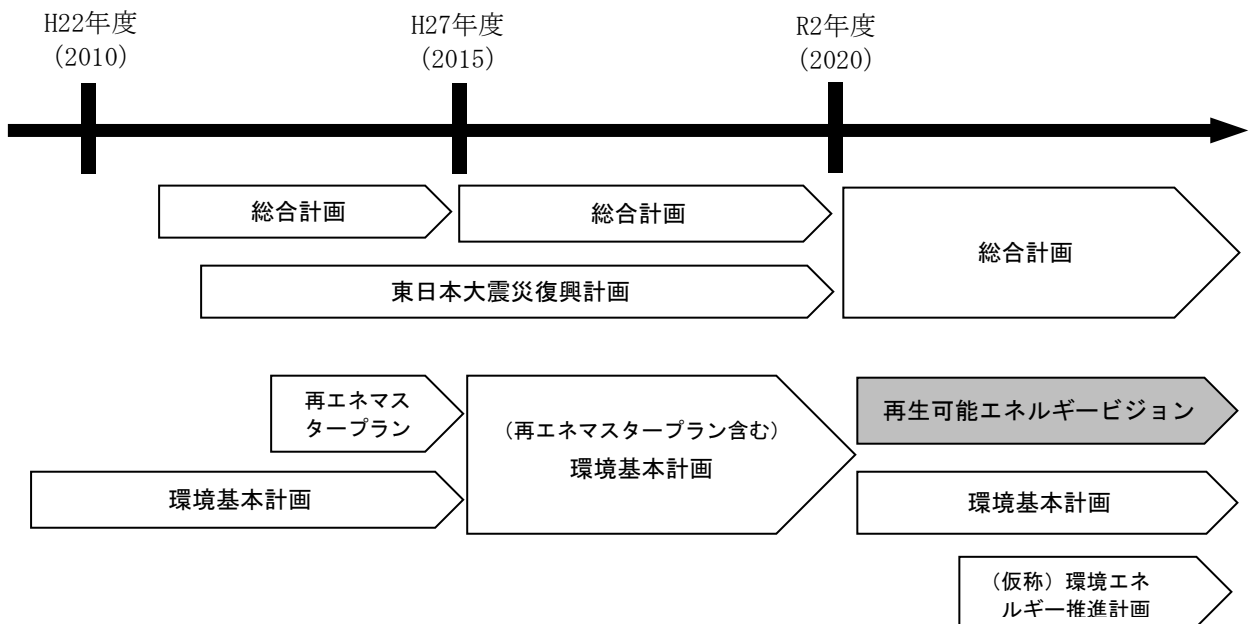 H22年度
(2010)
H27年度
(2015)
R2年度
(2020)
総合計画
総合計画
総合計画
東日本大震災復興計画
再エネマス
タープラン
(再エネマスタープラン含む)
環境基本計画
再生可能エネルギービジョン
環境基本計画
環境基本計画
(仮称)環境エネ
ルギー推進計画